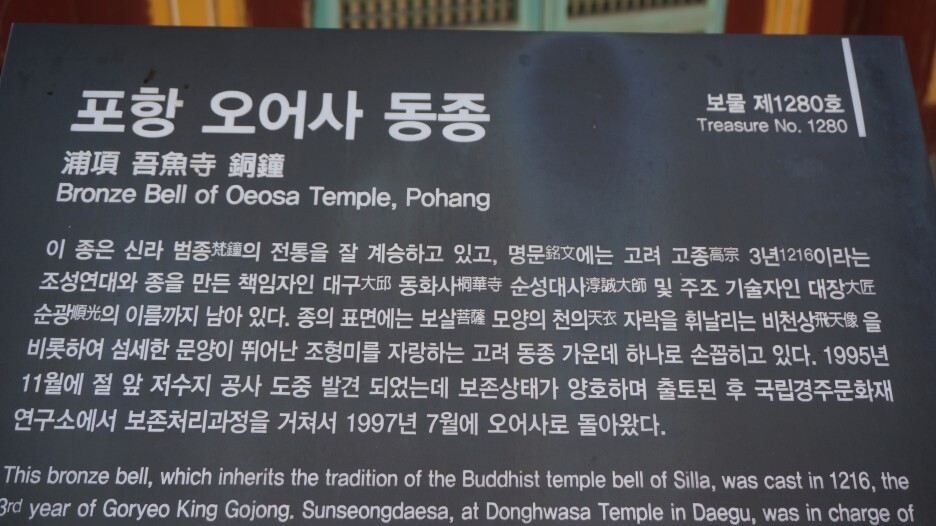 포항 오어사 동종
보물 제1280호
Treasure No. 1280
浦項 吾魚寺 銅鐘
Bronze Bell of Oeosa Temple, Pohang
이 종은 신라 범종梵鐘의 전통을 잘 계승하고 있고, 명문銘文에는 고려 고종高宗 3년1216이라는
조성연대와 종을 만든 책임자인 대구大邱 동화사桐華寺 순성대사淳誠大師 및 주조 기술자인 대장大匠
순광順光의 이름까지 남아 있다. 종의 표면에는 보살菩薩 모양의 천의天衣 자락을 휘날리는 비천상飛天像 을
비롯하여 섬세한 문양이 뛰어난 조형미를 자랑하는 고려 동종 가운데 하나로 손꼽히고 있다. 1995년
11월에 절 앞 저수지 공사 도중 발견 되었는데 보존상태가 양호하며 출토된 후 국립경주문화재
연구소에서 보존처리과정을 거쳐서 1997년 7월에 오어사로 돌아왔다.
This bronze bell, which inherits the tradition of the Buddhist temple bell of Silla, was cast in 1216, the
3rd year of Goryeo King Gojong. Sunseongdaesa, at Donghwasa Temple in Daegu, was in charge of